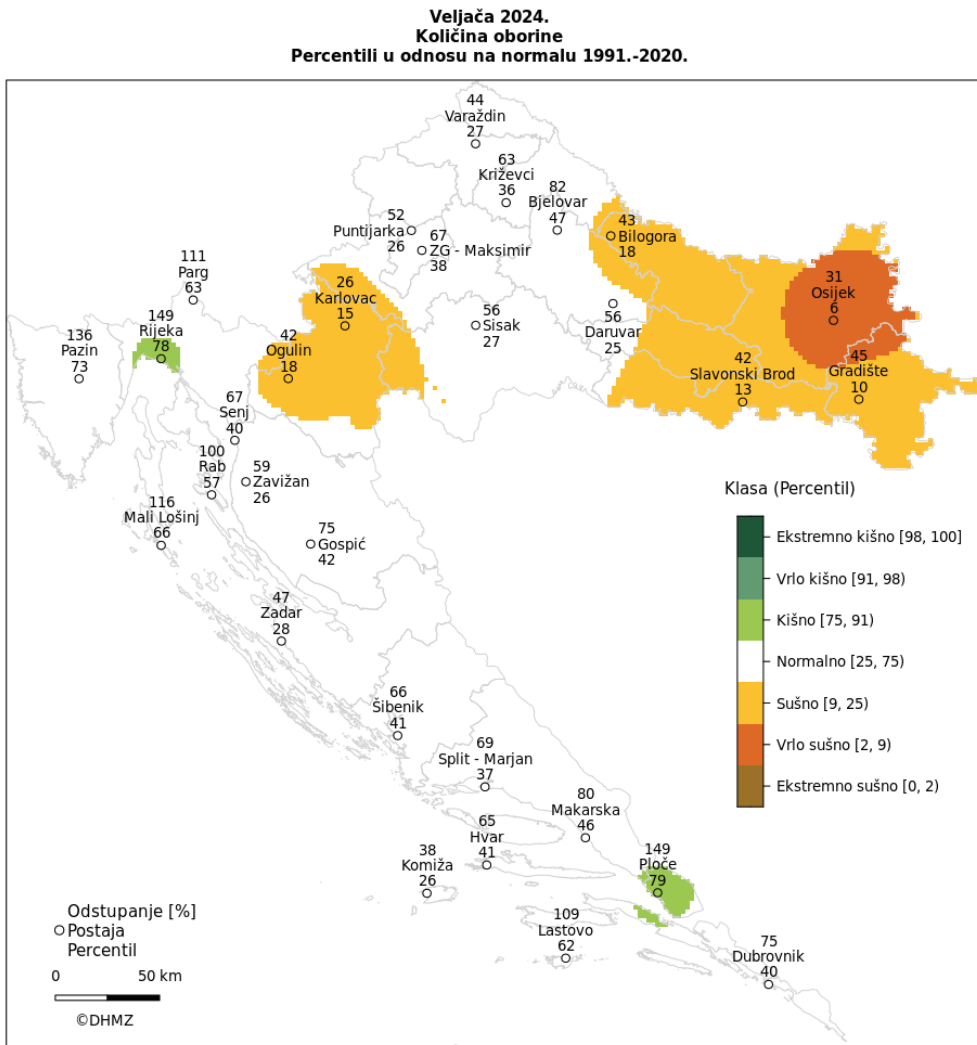 Veljača 2024.
Količina oborine
Percentili u odnosu na normalu 1991.-2020.
44
Varaždin
27
63
Križevci
36
82
Bjelovar
47
52
Puntijarka
26
67
ZG - Maksimir
38
43
Bilogora
18
111
Parg
63
26
Karlovac
15
31
Osijek
6
136
Pazin
73
149
Rijeka
78
42
Ogulin
18
56
Sisak
27
56
Daruvar
25
42
Slavonski Brod
13
45
Gradište
10
67
Senj
40
100
Rab
57
59
Zavižan
26
116
Mali Lošinj
66
75
Gospić
42
47
Zadar
28
66
Šibenik
41
69
Split - Marjan
37
80
Makarska
46
65
Hvar
41
38
Komiža
26
149
Ploče
79
109
Lastovo
62
75
Dubrovnik
40
Klasa (Percentil)
Ekstremno kišno [98, 100]
Vrlo kišno [91, 98)
Kišno [75, 91)
Normalno [25, 75)
Sušno [9, 25)
Vrlo sušno [2, 9)
Ekstremno sušno [0, 2)
Odstupanje [%]
Postaja
Percentil
0 50 km
©DHMZ